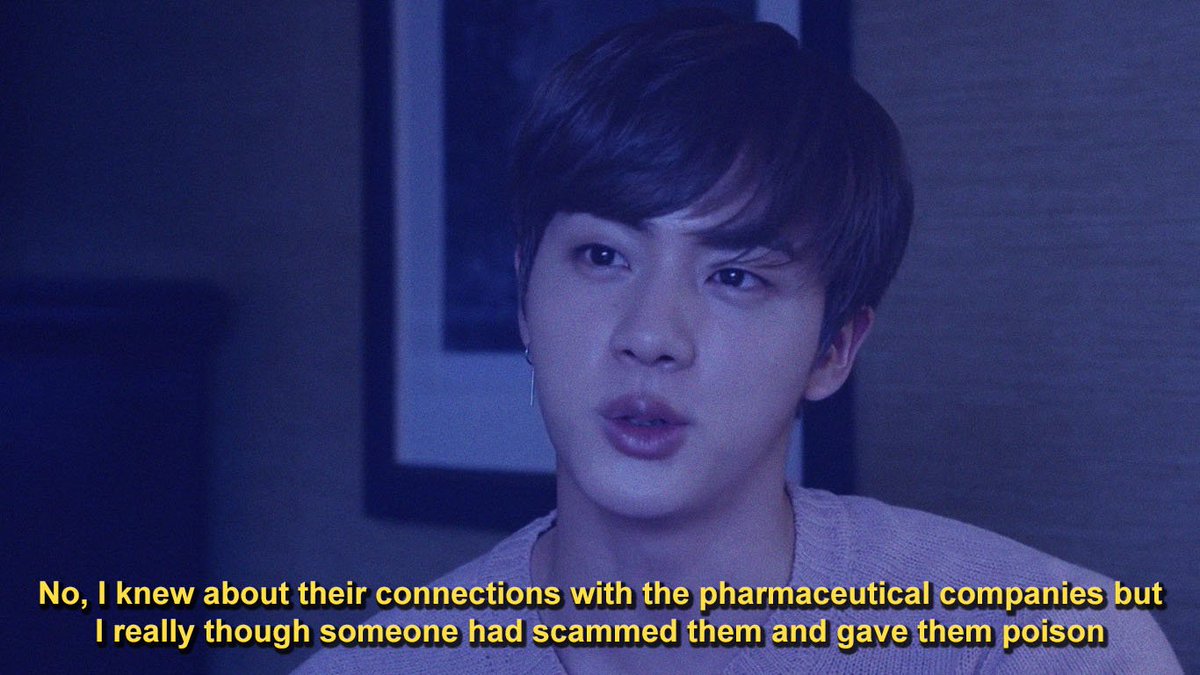 No, I knew about their connections with the pharmaceutical companies but
I really though someone had scammed them and gave them poison